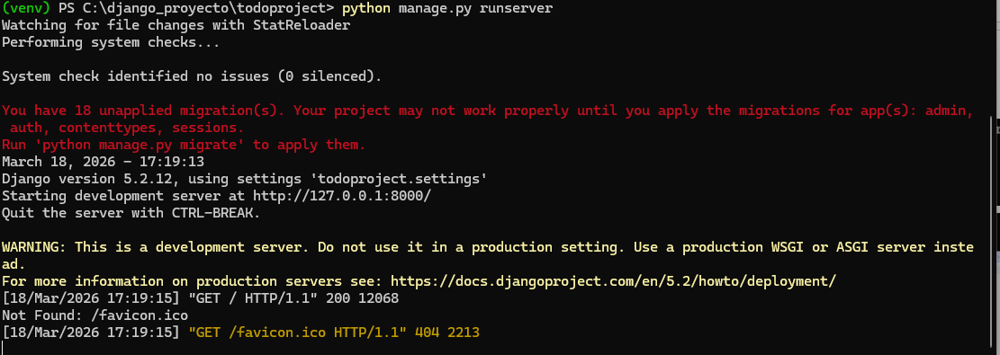 (venv) PS C:\django_proyecto\todoproject> python manage.py runserver
Watching for file changes with StatReloader
Performing system checks...
System check identified no issues (0 silenced).
You have 18 unapplied migration(s). Your project may not work properly until you apply the migrations for app(s): admin,
auth, contenttypes, sessions.
Run 'python manage.py migrate' to apply them.
March 18, 2026 - 17:19:13
Django version 5.2.12, using settings 'todoproject.settings'
Starting development server at http://127.0.0.1:8000/
Quit the server with CTRL-BREAK.
WARNING: This is a development server. Do not use it in a production setting. Use a production WSGI or ASGI server inste
ad.
For more information on production servers see: https://docs.djangoproject.com/en/5.2/howto/deployment/
[18/Mar/2026 17:19:15] "GET / HTTP/1.1" 200 12068
Not Found: /favicon.ico
[18/Mar/2026 17:19:15] "GET /favicon.ico HTTP/1.1" 404 2213